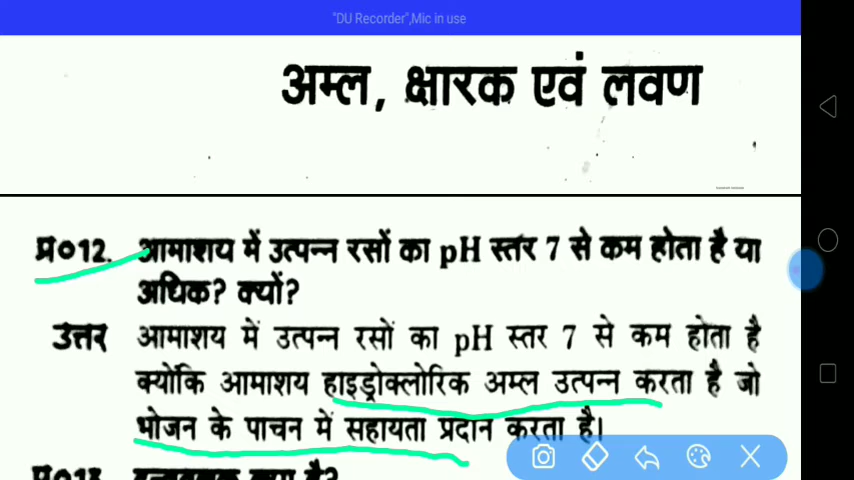 "DU Recorder",Mic in use
अम्ल, क्षारक एवं लवण
प्र०12. आमाशय में उत्पन्न रसों का pH स्तर 7 से कम होता है या
अधिक? क्यों?
उत्तर आमाशय में उत्पन्न रसों का pH स्तर 7 से कम होता है
क्योंकि आमाशय हाइड्रोक्लोरिक अम्ल उत्पन्न करता है जो
भोजन के पाचन में सहायता प्रदान करता है।